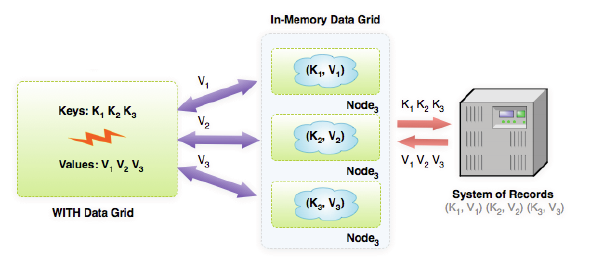 In-Memory Data Grid
(K₁, V₁)
V₁
Node₃
Keys: K₁ K₂ K₃
K₁ K₂ K₃
V₂
(K₂, V₂)
Node₂
Values: V₁ V₂ V₃
V₃
V₁ V₂ V₃
System of Records
(K₁, V₁) (K₂, V₂) (K₃, V₃)
(K₃, V₃)
WITH Data Grid
Node₃